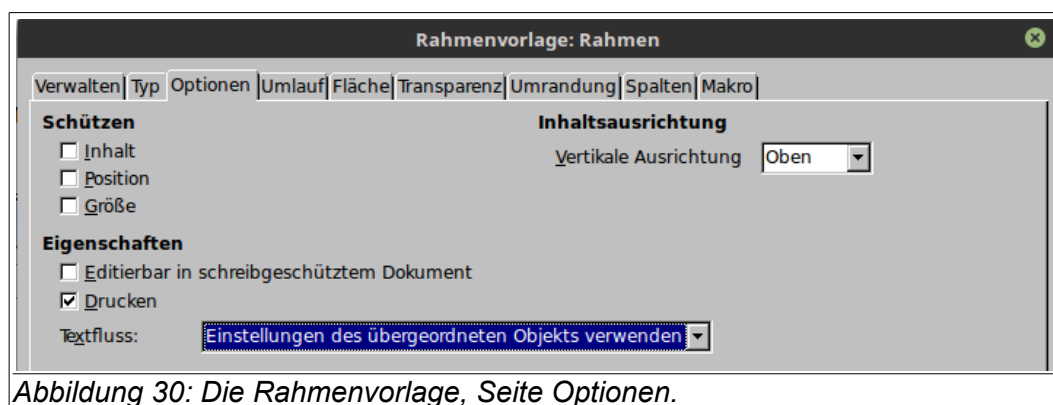 Rahmenvorlage: Rahmen
Verwalten Typ Optionen Umlauf Fläche Transparenz Umrandung Spalten Makro
Schützen
Inhalt
Position
Größe
Inhaltsausrichtung
Vertikale Ausrichtung Oben
Eigenschaften
Editierbar in schreibgeschütztem Dokument
Drucken
Textfluss: Einstellungen des übergeordneten Objekts verwenden
Abbildung 30: Die Rahmenvorlage, Seite Optionen.